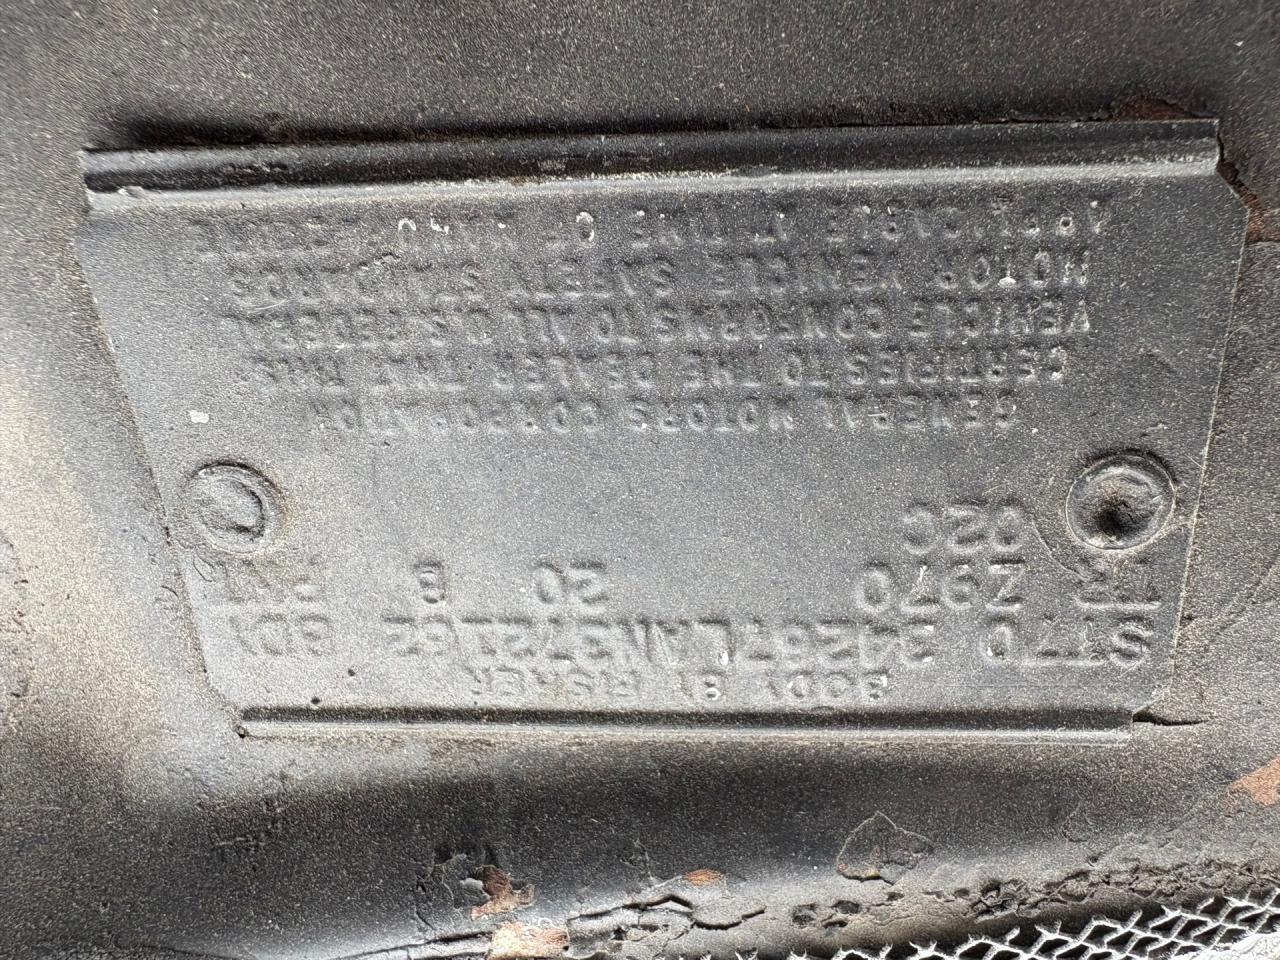 BODY BY FISHER
ST70 34267LAN372162 BDY
TR Z970 20 B PNT
02C
GENERAL MOTORS CORPORATION
CERTIFIES TO THE DEALER THAT THIS
VEHICLE CONFORMS TO ALL U.S. FEDERAL
MOTOR VEHICLE SAFETY STANDARDS
APPLICABLE AT TIME OF MANUFACTURE